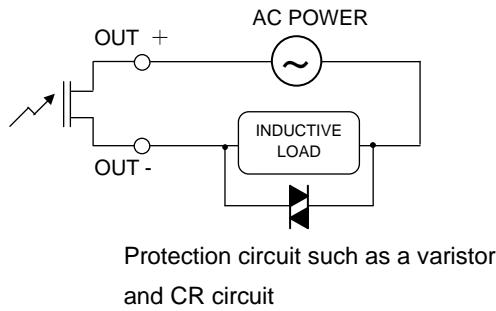 AC POWER
OUT +
~
INDUCTIVE
LOAD
OUT -
Protection circuit such as a varistor
and CR circuit